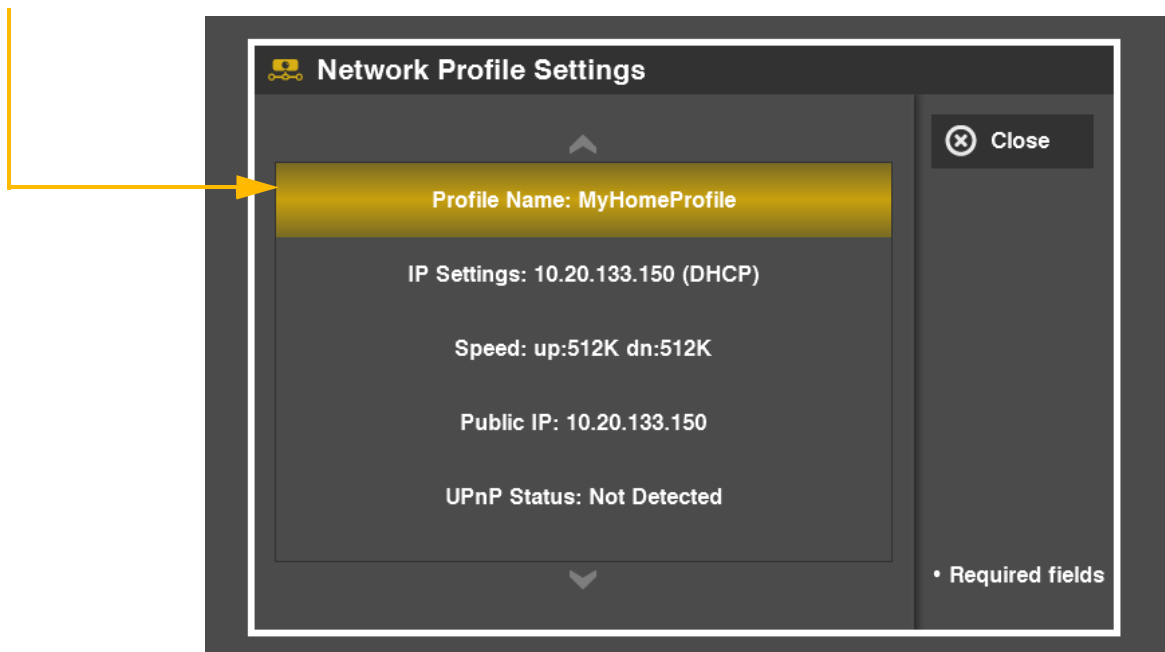 Network Profile Settings
Close
Profile Name: MyHomeProfile
IP Settings: 10.20.133.150 (DHCP)
Speed: up:512K dn:512K
Public IP: 10.20.133.150
UPnP Status: Not Detected
• Required fields